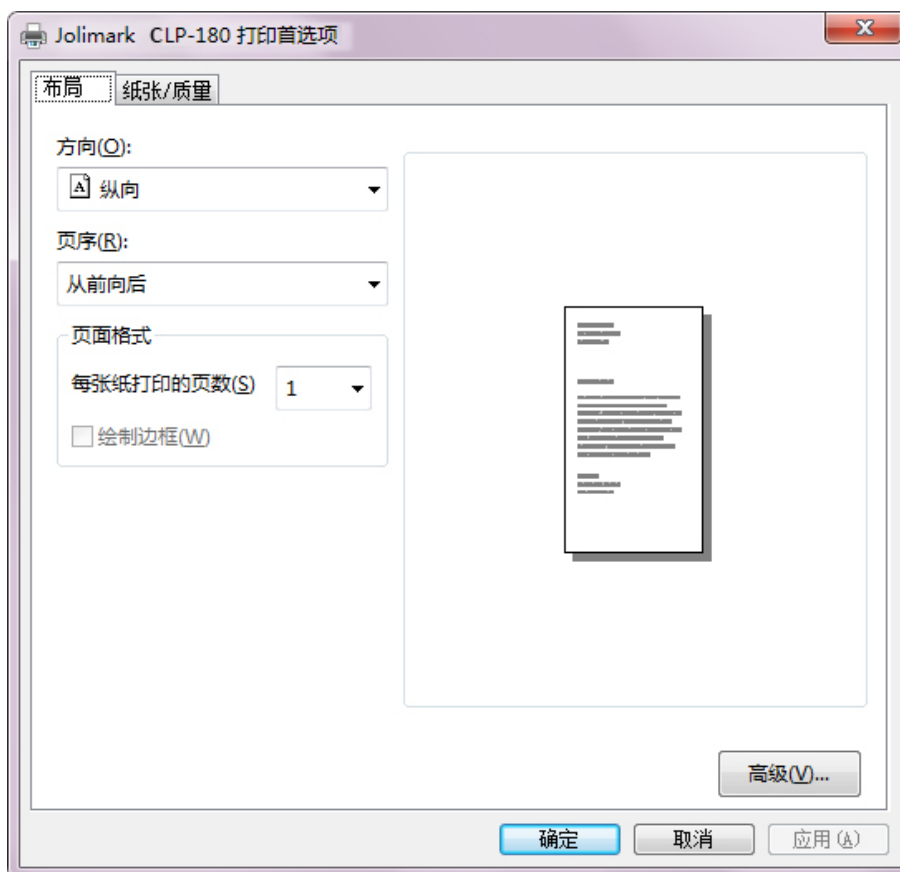 Jolimark CLP-180 打印首选项
布局
纸张/质量
方向(O):
纵向
页序(R):
从前向后
页面格式
每张纸打印的页数(S)
1
绘制边框(W)
高级(V)...
确定
取消
应用(A)